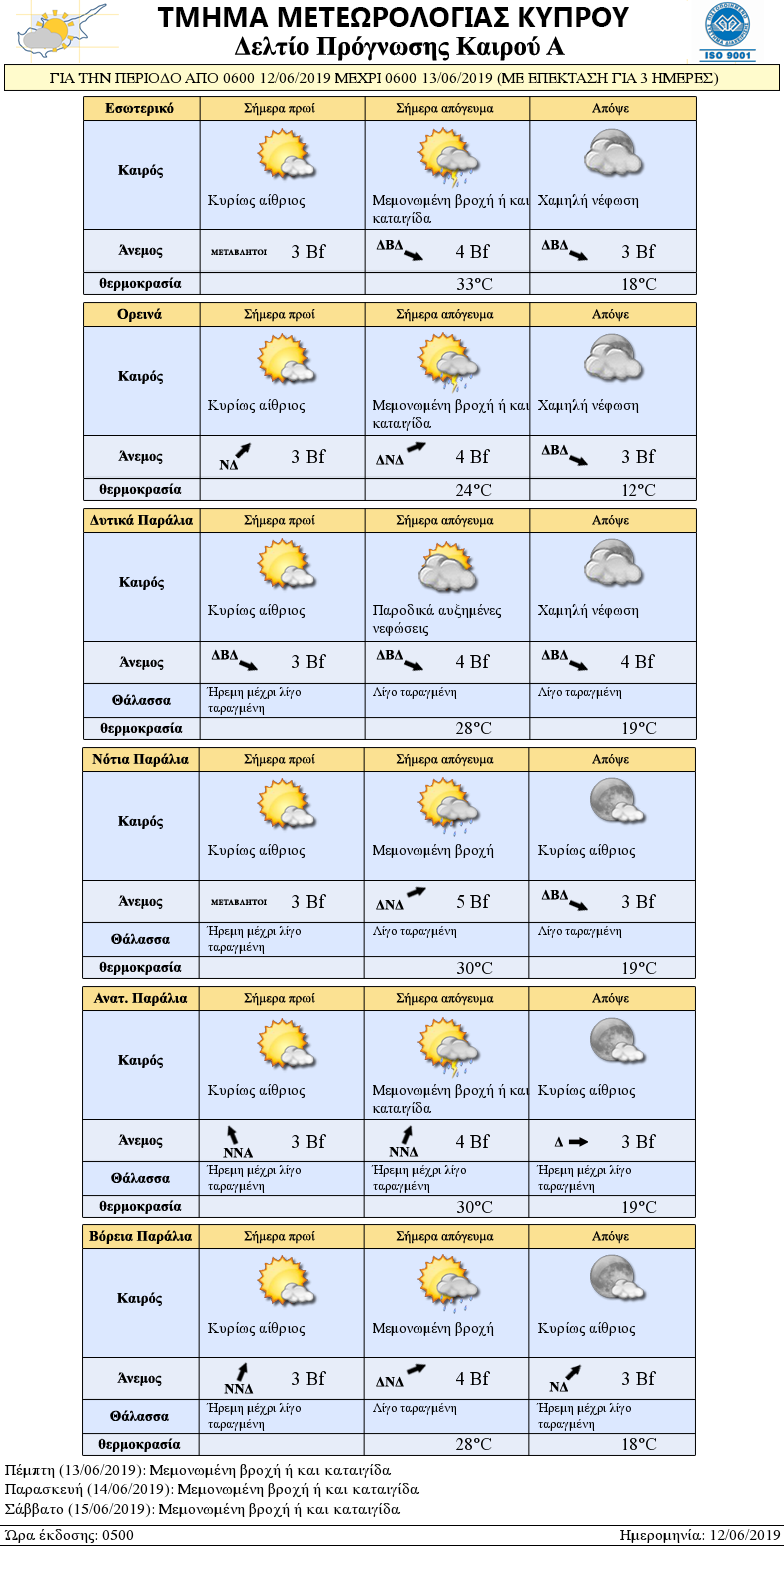 ΤΜΗΜΑ ΜΕΤΕΩΡΟΛΟΓΙΑΣ ΚΥΠΡΟΥ
Δελτίο Πρόγνωσης Καιρού Α
ISO 9001
ΓΙΑ ΤΗΝ ΠΕΡΙΟΔΟ ΑΠΟ 0600 12/06/2019 ΜΕΧΡΙ 0600 13/06/2019 (ΜΕ ΕΠΕΚΤΑΣΗ ΓΙΑ 3 ΗΜΕΡΕΣ)
Εσωτερικό Σήμερα πρωί Σήμερα απόγευμα Απόψε
Καιρός
Κυρίως αίθριος Μεμονωμένη βροχή ή και Χαμηλή νέφωση
καταιγίδα
Άνεμος ΜΕΤΑΒΛΗΤΟΙ 3 Bf ΔΒΔ 4 Bf ΔΒΔ 3 Bf
θερμοκρασία 33°C 18°C
Ορεινά Σήμερα πρωί Σήμερα απόγευμα Απόψε
Καιρός
Κυρίως αίθριος Μεμονωμένη βροχή ή και Χαμηλή νέφωση
καταιγίδα
Άνεμος ΝΔ 3 Bf ΔΝΔ 4 Bf ΔΒΔ 3 Bf
θερμοκρασία 24°C 12°C
Δυτικά Παράλια Σήμερα πρωί Σήμερα απόγευμα Απόψε
Καιρός
Κυρίως αίθριος Παροδικά αυξημένες Χαμηλή νέφωση
νεφώσεις
Άνεμος ΔΒΔ 3 Bf ΔΒΔ 4 Bf ΔΒΔ 4 Bf
Θάλασσα Ήρεμη μέχρι λίγο Λίγο ταραγμένη Λίγο ταραγμένη
ταραγμένη
θερμοκρασία 28°C 19°C
Νότια Παράλια Σήμερα πρωί Σήμερα απόγευμα Απόψε
Καιρός
Κυρίως αίθριος Μεμονωμένη βροχή Κυρίως αίθριος
Άνεμος ΜΕΤΑΒΛΗΤΟΙ 3 Bf ΔΝΔ 5 Bf ΔΒΔ 3 Bf
Θάλασσα Ήρεμη μέχρι λίγο Λίγο ταραγμένη Λίγο ταραγμένη
ταραγμένη
θερμοκρασία 30°C 19°C
Ανατ. Παράλια Σήμερα πρωί Σήμερα απόγευμα Απόψε
Καιρός
Κυρίως αίθριος Μεμονωμένη βροχή ή και Κυρίως αίθριος
καταιγίδα
Άνεμος ΝΝΑ 3 Bf ΝΝΔ 4 Bf Δ 3 Bf
Θάλασσα Ήρεμη μέχρι λίγο Ήρεμη μέχρι λίγο Ήρεμη μέχρι λίγο
ταραγμένη ταραγμένη ταραγμένη
θερμοκρασία 30°C 19°C
Βόρεια Παράλια Σήμερα πρωί Σήμερα απόγευμα Απόψε
Καιρός
Κυρίως αίθριος Μεμονωμένη βροχή Κυρίως αίθριος
Άνεμος ΝΝΔ 3 Bf ΔΝΔ 4 Bf ΝΔ 3 Bf
Θάλασσα Ήρεμη μέχρι λίγο Λίγο ταραγμένη Ήρεμη μέχρι λίγο
ταραγμένη ταραγμένη
θερμοκρασία 28°C 18°C
Πέμπτη (13/06/2019): Μεμονωμένη βροχή ή και καταιγίδα
Παρασκευή (14/06/2019): Μεμονωμένη βροχή ή και καταιγίδα
Σάββατο (15/06/2019): Μεμονωμένη βροχή ή και καταιγίδα
Ώρα έκδοσης: 0500 Ημερομηνία: 12/06/2019